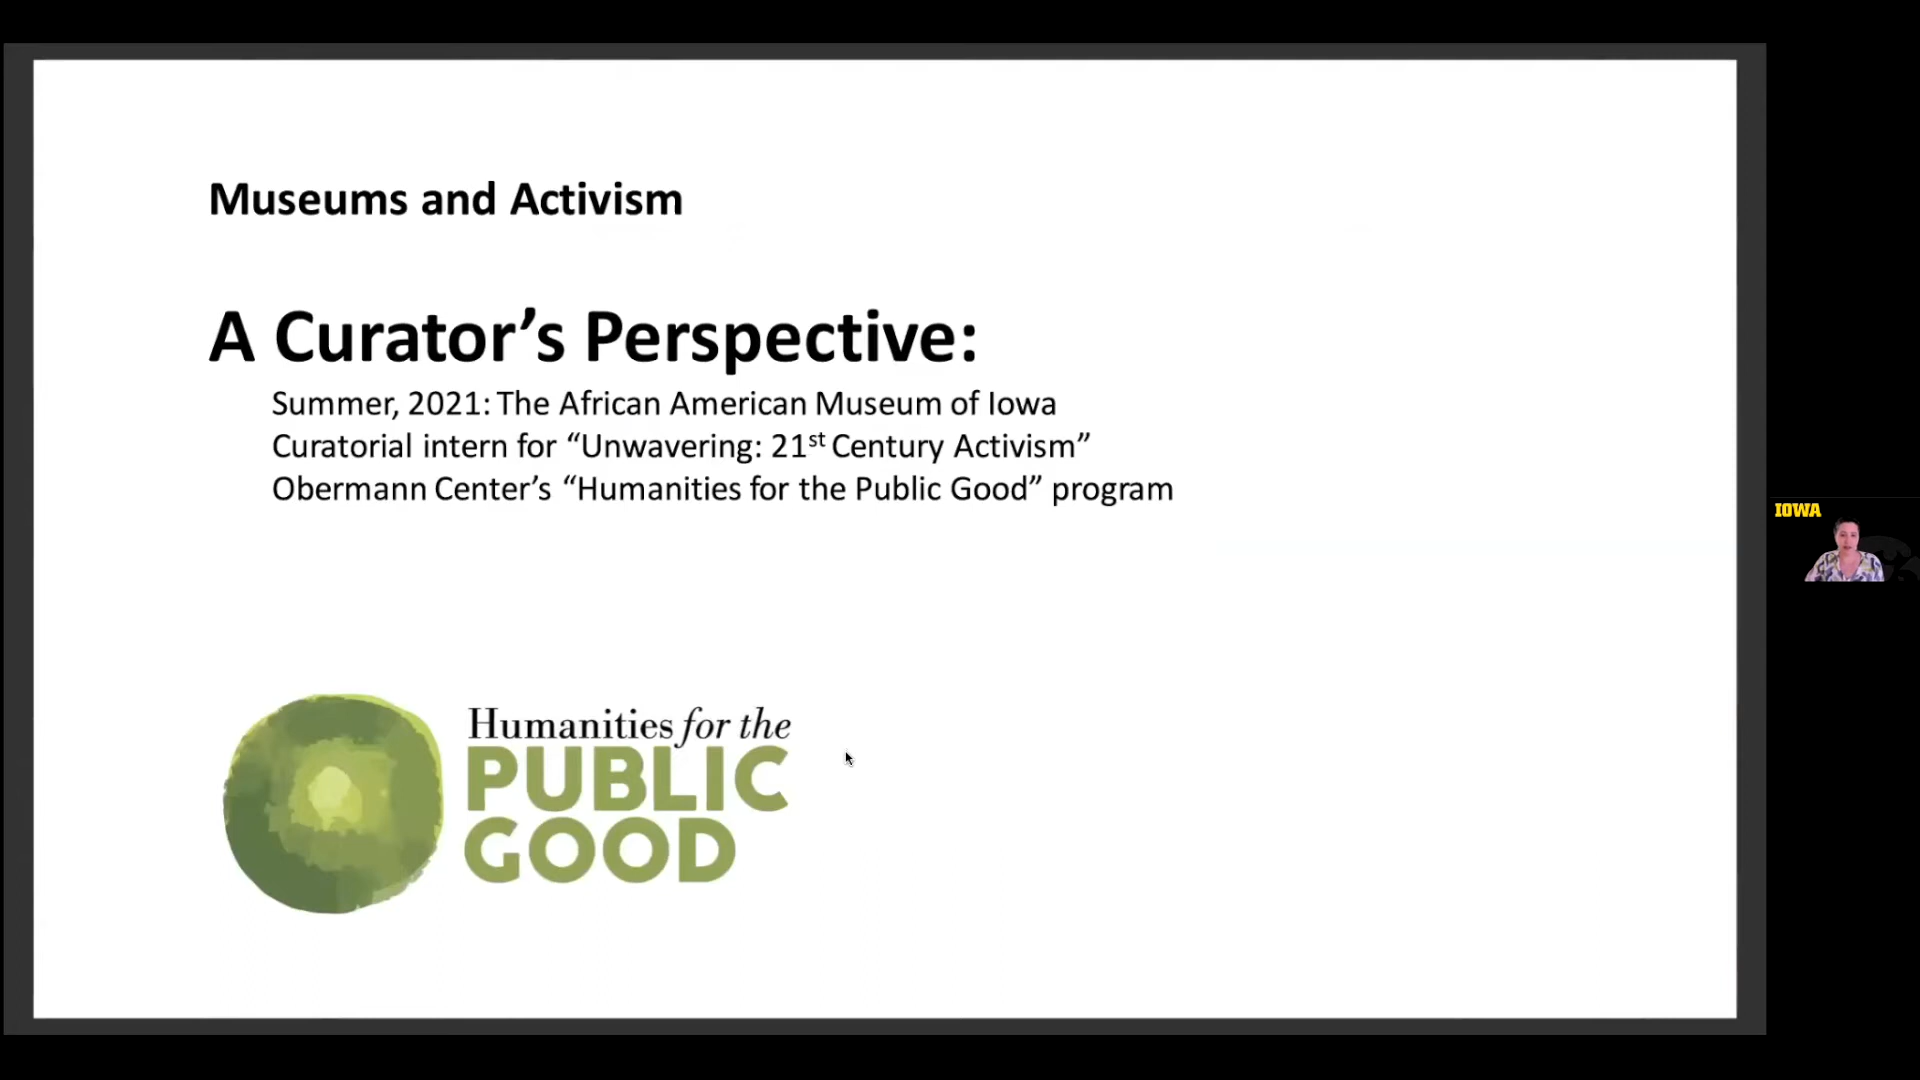 Museums and Activism
A Curator’s Perspective:
Summer, 2021: The African American Museum of Iowa
Curatorial intern for “Unwavering: 21st Century Activism”
Obermann Center’s “Humanities for the Public Good” program
IOWA
Humanities for the
PUBLIC
GOOD